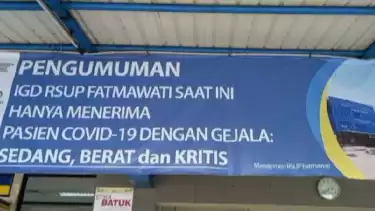 PENGUMUMAN
IGD RSUP FATMAWATI SAAT INI
HANYA MENERIMA
PASIEN COVID-19 DENGAN GEJALA:
SEDANG, BERAT dan KRITIS
BATUK